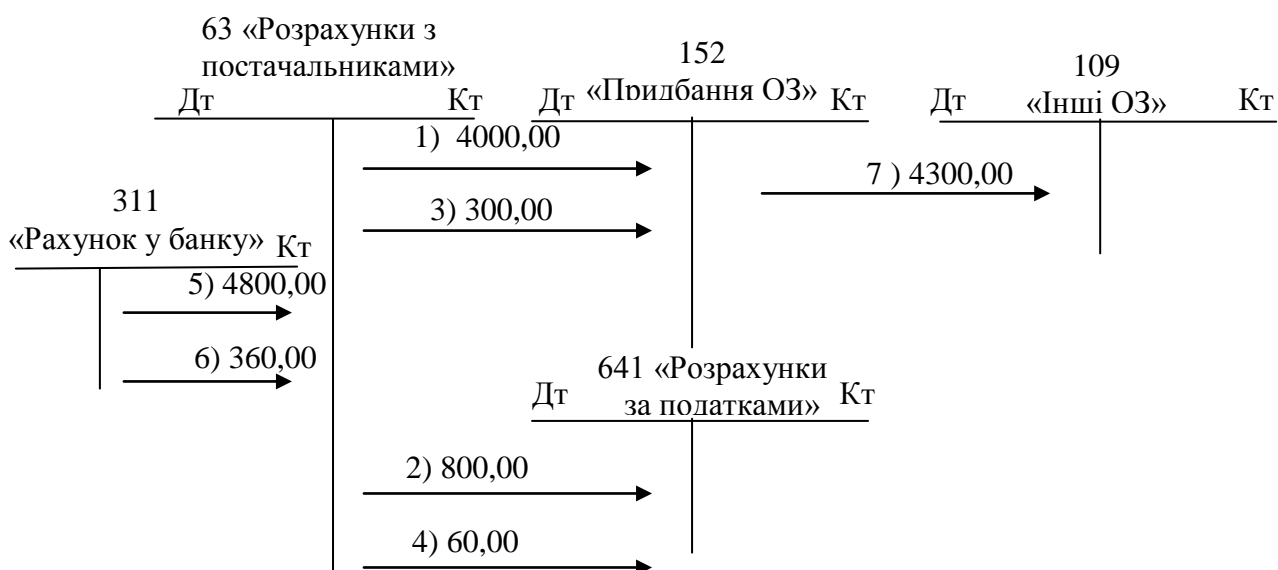 63 «Розрахунки з
постачальниками»
Дт Кт
152
«Придбання ОЗ»
Дт Кт
109
«Інші ОЗ»
Дт Кт
1) 4000,00
7 ) 4300,00
3) 300,00
311
«Рахунок у банку» Кт
5) 4800,00
6) 360,00
641 «Розрахунки
за податками»
Дт Кт
2) 800,00
4) 60,00